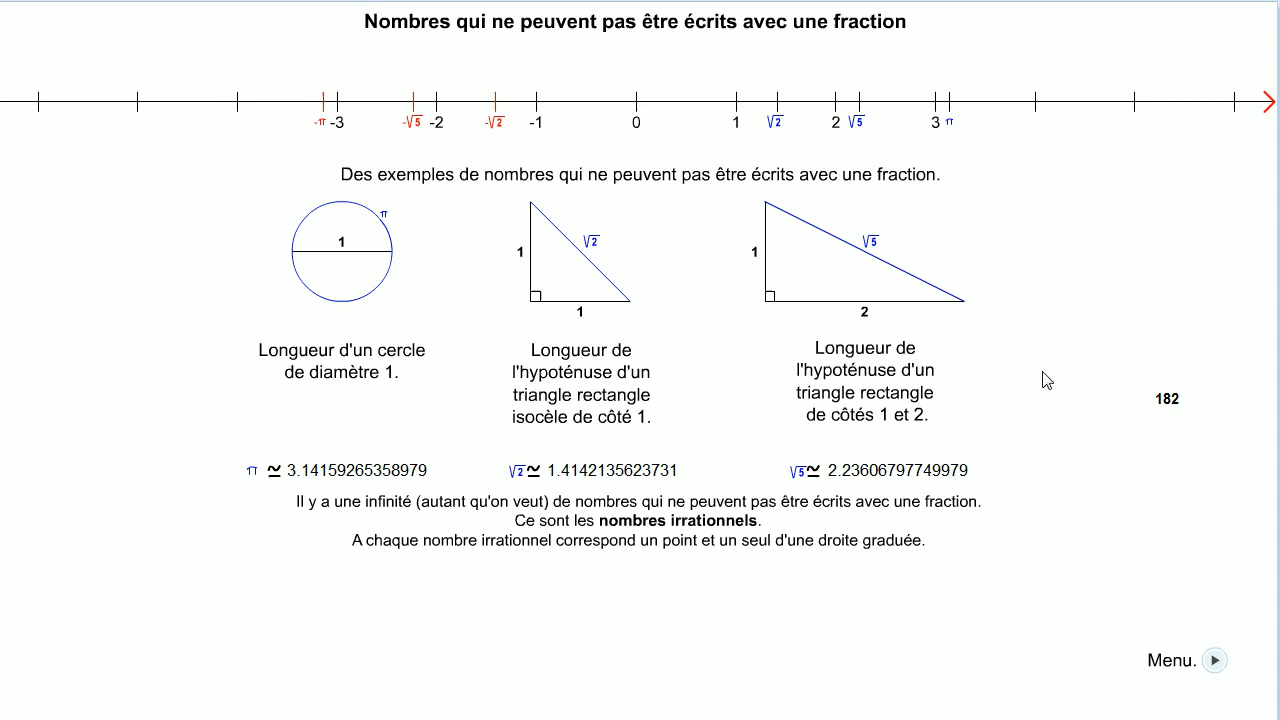 Nombres qui ne peuvent pas être écrits avec une fraction
-π -3 -√5 -2 -√2 -1 0 1 √2 2 √5 3 π
Des exemples de nombres qui ne peuvent pas être écrits avec une fraction.
π
1
1
√2
1
1
√5
2
Longueur d'un cercle
de diamètre 1.
Longueur de
l'hypoténuse d'un
triangle rectangle
isocèle de côté 1.
Longueur de
l'hypoténuse d'un
triangle rectangle
de côtés 1 et 2.
182
π ≃ 3.14159265358979
√2 ≃ 1.4142135623731
√5 ≃ 2.23606797749979
Il y a une infinité (autant qu'on veut) de nombres qui ne peuvent pas être écrits avec une fraction.
Ce sont les nombres irrationnels.
A chaque nombre irrationnel correspond un point et un seul d'une droite graduée.
Menu.